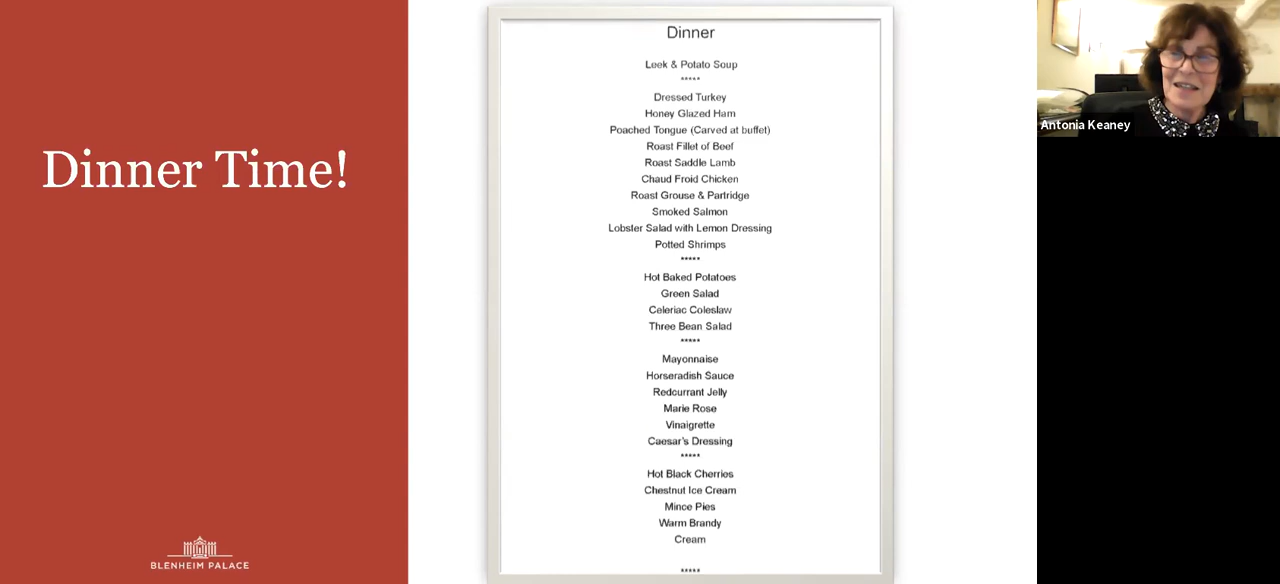 Dinner Time!
BLENHEIM PALACE
Dinner
Leek & Potato Soup
*****
Dressed Turkey
Honey Glazed Ham
Poached Tongue (Carved at buffet)
Roast Fillet of Beef
Roast Saddle Lamb
Chaud Froid Chicken
Roast Grouse & Partridge
Smoked Salmon
Lobster Salad with Lemon Dressing
Potted Shrimps
*****
Hot Baked Potatoes
Green Salad
Celeriac Coleslaw
Three Bean Salad
*****
Mayonnaise
Horseradish Sauce
Redcurrant Jelly
Marie Rose
Vinaigrette
Caesar's Dressing
*****
Hot Black Cherries
Chestnut Ice Cream
Mince Pies
Warm Brandy
Cream
*****
Antonia Keaney